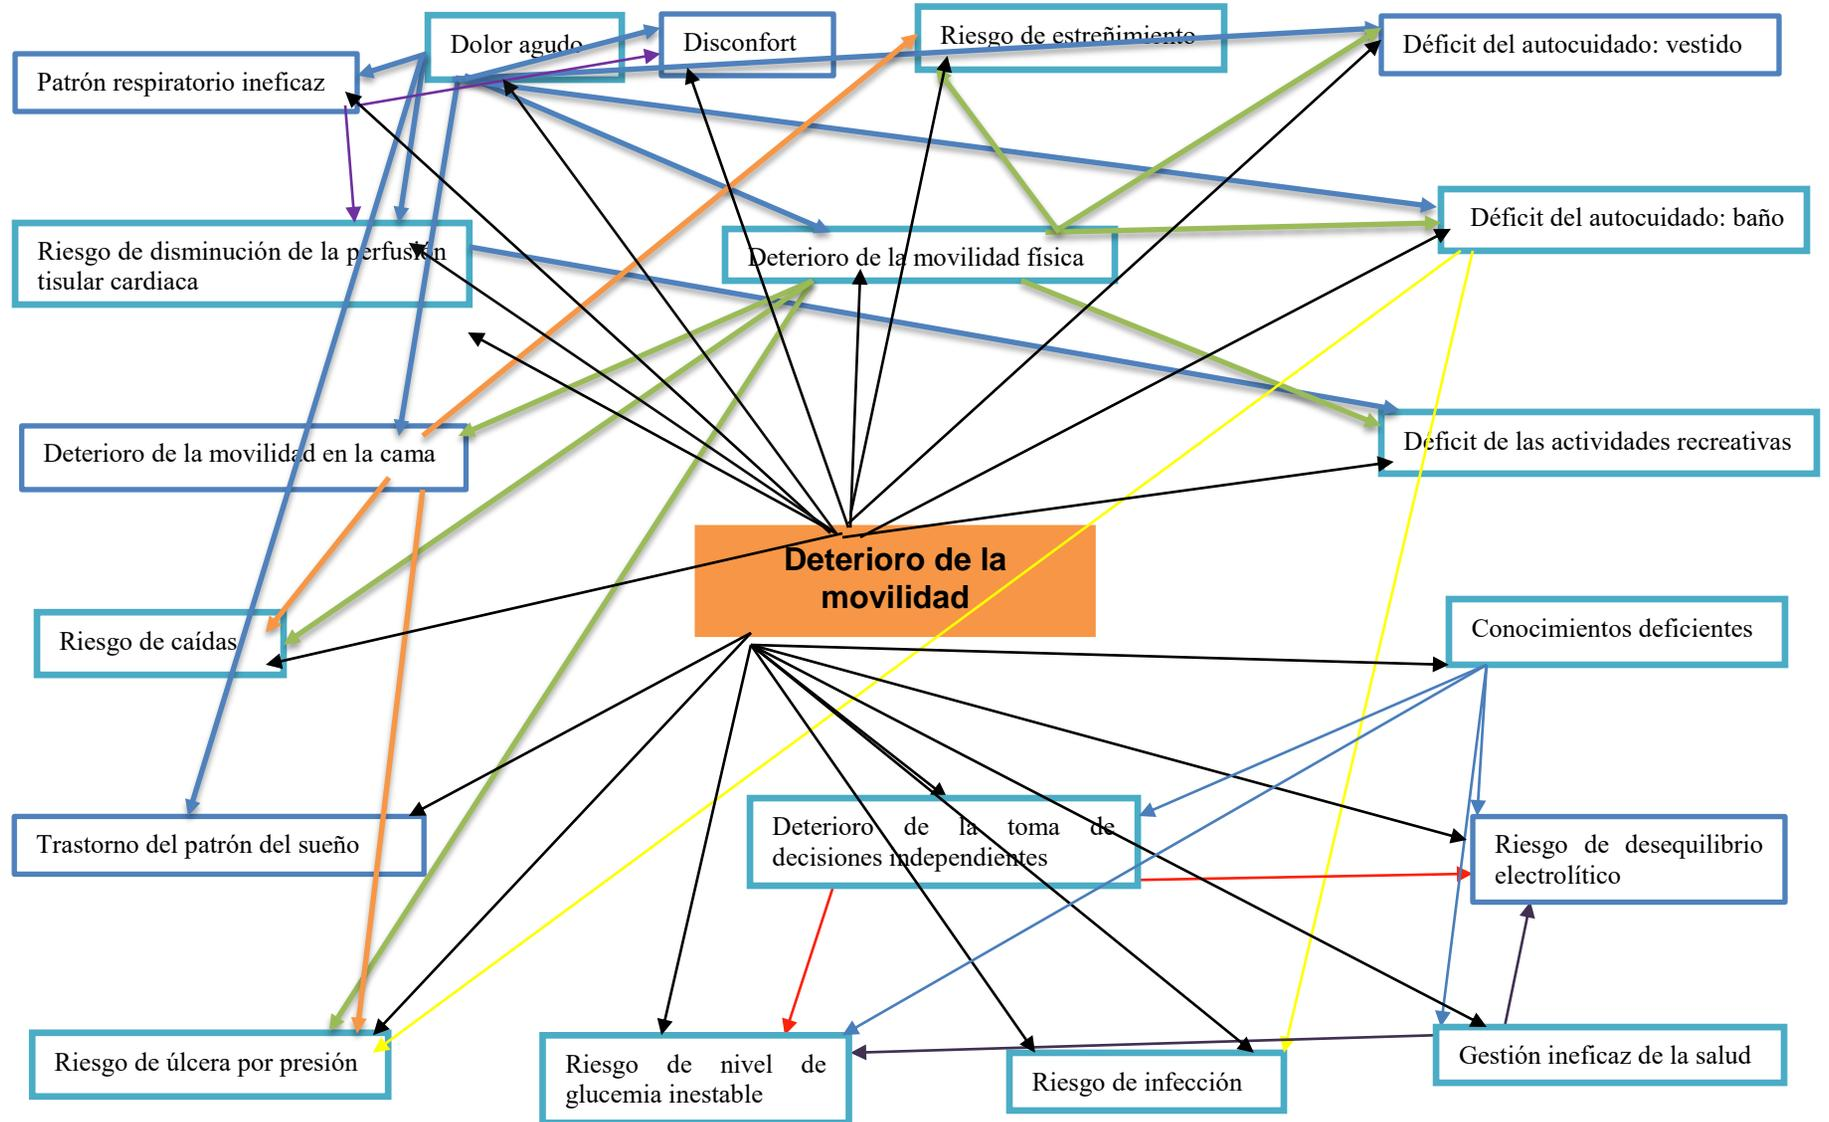 Dolor agudo
Disconfort
Riesgo de estreñimiento
Déficit del autocuidado: vestido
Patrón respiratorio ineficaz
Déficit del autocuidado: baño
Riesgo de disminución de la perfusión
tisular cardiaca
Deterioro de la movilidad física
Deterioro de la movilidad en la cama
Déficit de las actividades recreativas
Deterioro de la
movilidad
Riesgo de caídas
Conocimientos deficientes
Trastorno del patrón del sueño
Deterioro de la toma de
decisiones independientes
Riesgo de desequilibrio
electrolítico
Riesgo de úlcera por presión
Riesgo de nivel de
glucemia inestable
Riesgo de infección
Gestión ineficaz de la salud